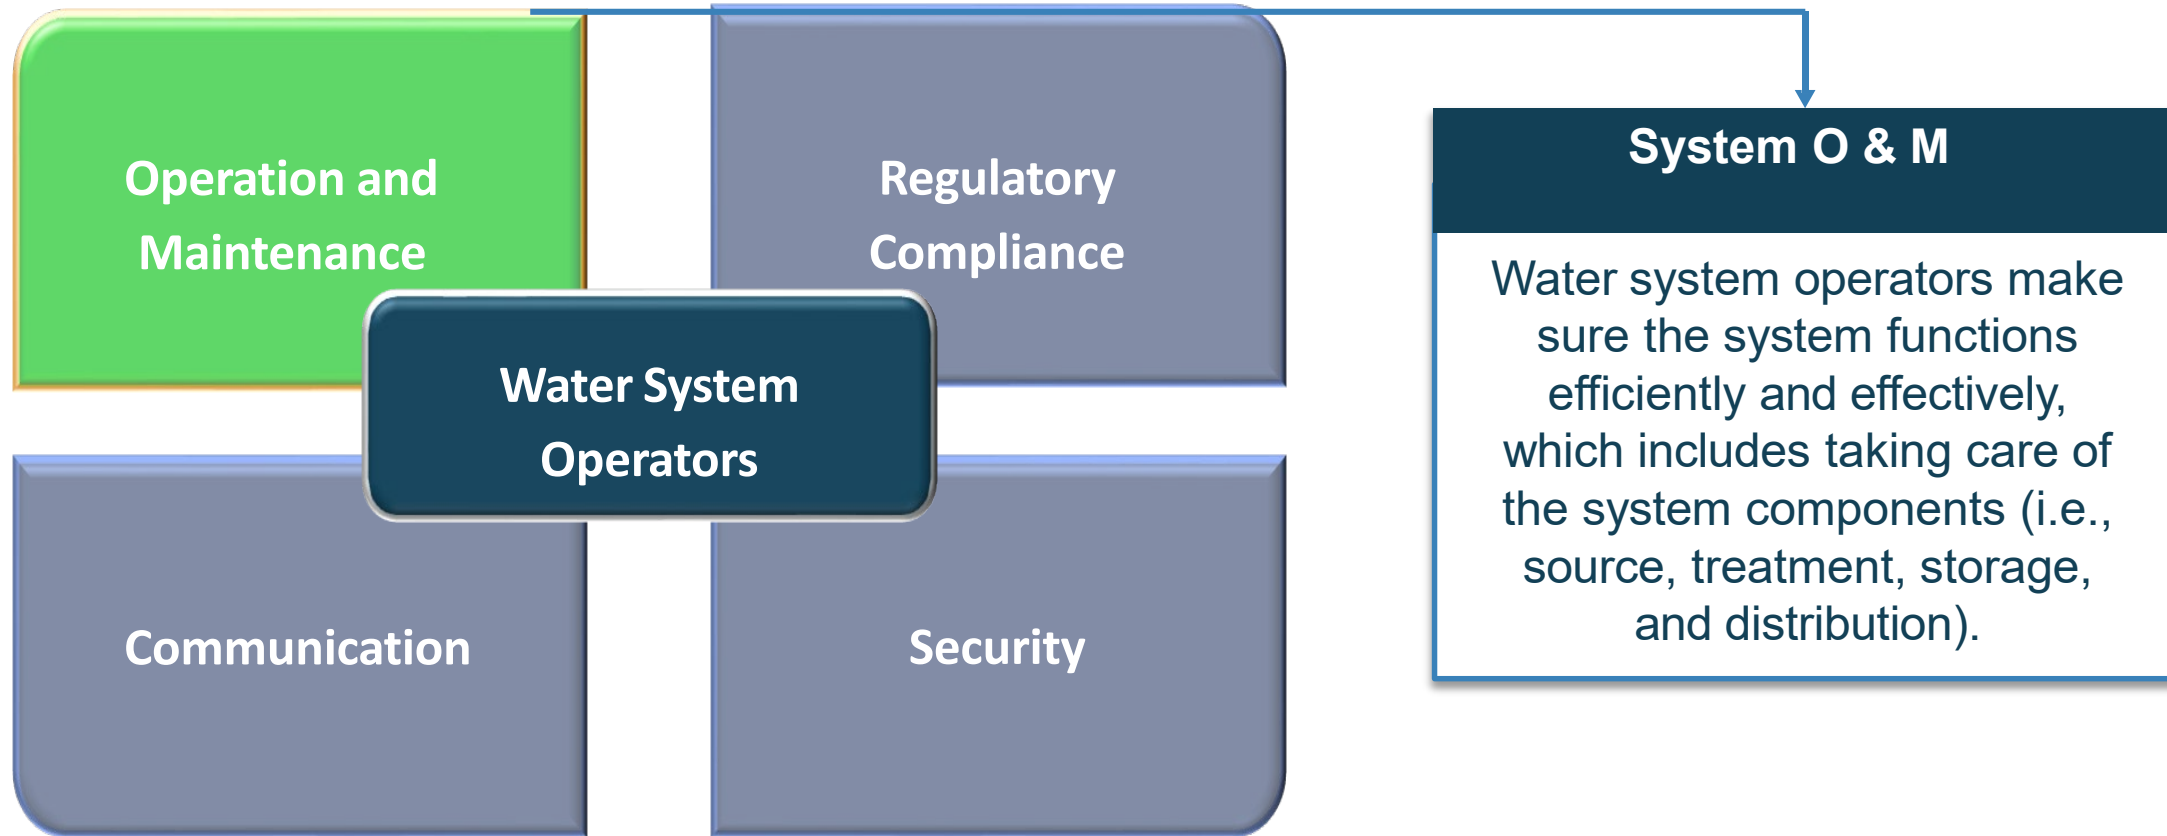 Operation and
Maintenance
Regulatory
Compliance
Water System
Operators
Communication
Security
System O & M
Water system operators make
sure the system functions
efficiently and effectively,
which includes taking care of
the system components (i.e.,
source, treatment, storage,
and distribution).